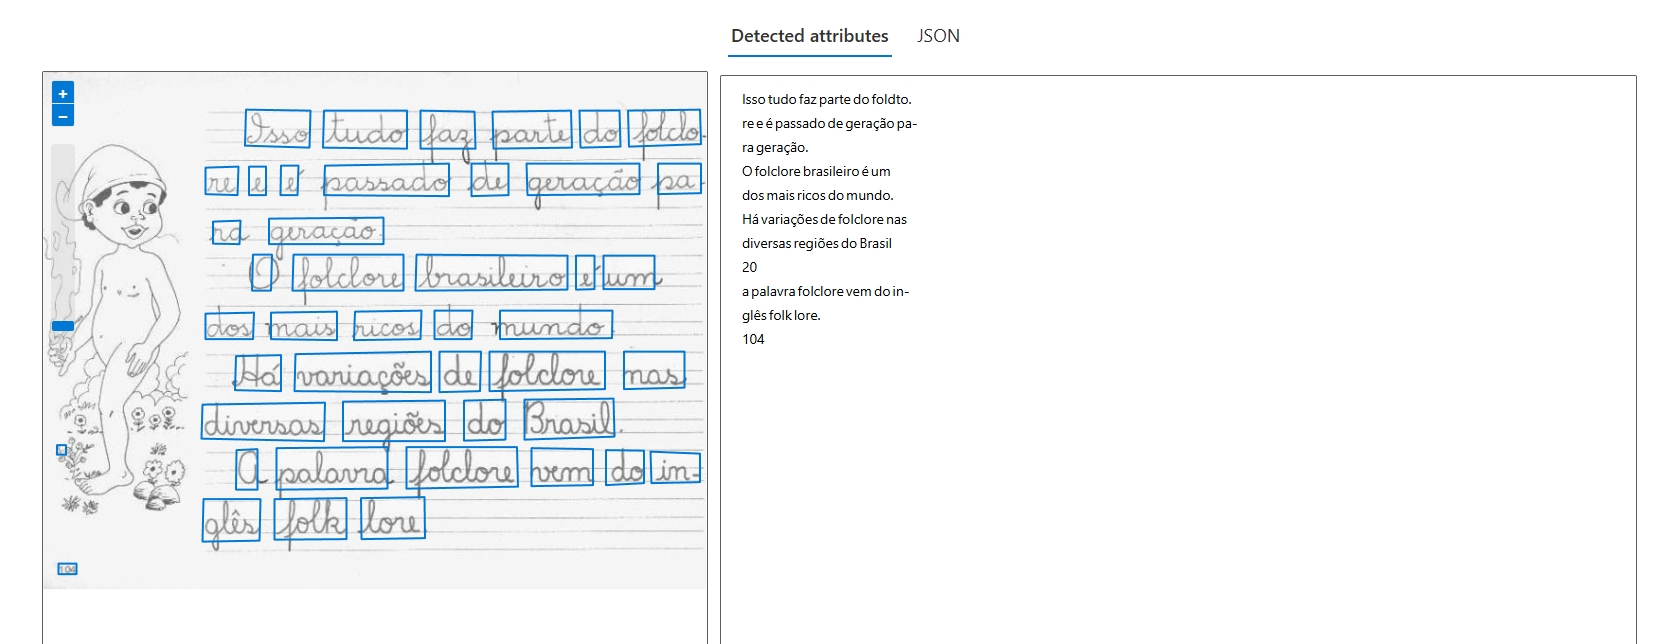 Detected attributes JSON
+
−
Isso tudo faz parte do folclo-
re e é passado de geração pa-
ra geração.
O folclore brasileiro é um
dos mais ricos do mundo.
Há variações de folclore nas
diversas regiões do Brasil.
A palavra folclore vem do in-
glês folk lore.
104
Isso tudo faz parte do foldto.
re e é passado de geração pa-
ra geração.
O folclore brasileiro é um
dos mais ricos do mundo.
Há variações de folclore nas
diversas regiões do Brasil
20
a palavra folclore vem do in-
glês folk lore.
104